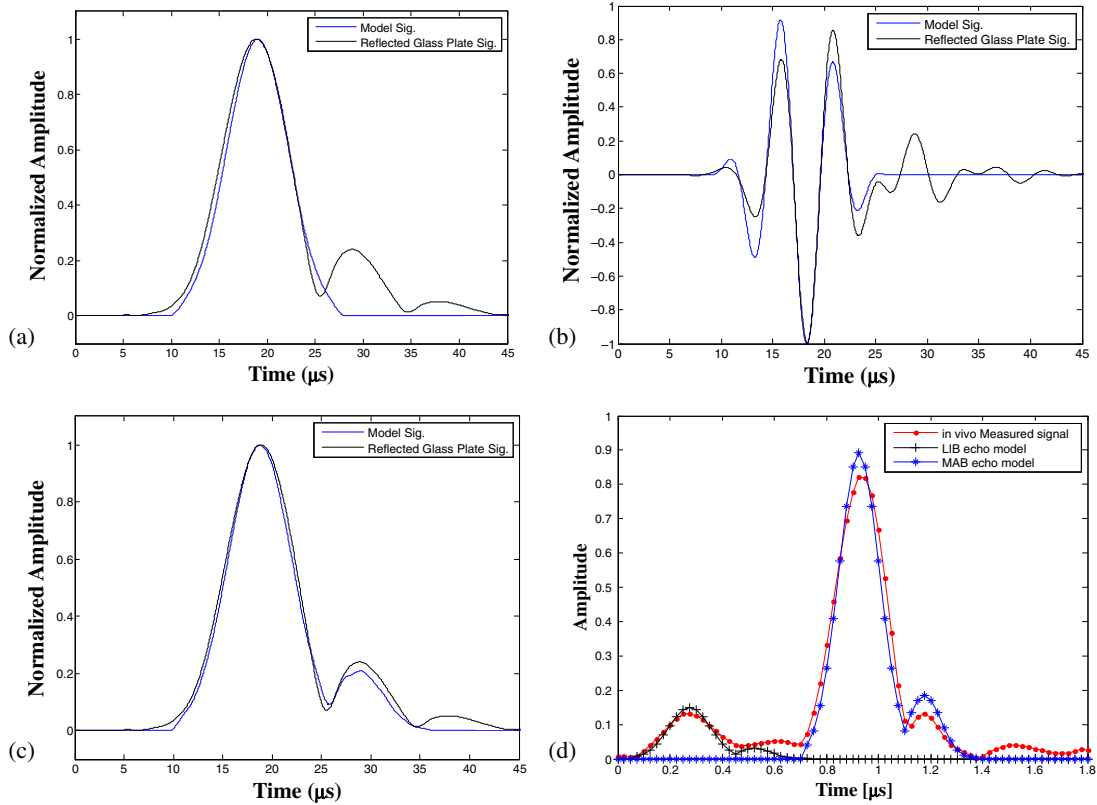 Model Sig.
Reflected Glass Plate Sig.
1
0.8
0.6
0.4
0.2
0
Normalized Amplitude
0 5 10 15 20 25 30 35 40 45
Time (μs)
(a)
Model Sig.
Reflected Glass Plate Sig.
1
0.8
0.6
0.4
0.2
0
−0.2
−0.4
−0.6
−0.8
−1
Normalized Amplitude
0 5 10 15 20 25 30 35 40 45
Time (μs)
(b)
Model Sig.
Reflected Glass Plate Sig.
1
0.8
0.6
0.4
0.2
0
Normalized Amplitude
0 5 10 15 20 25 30 35 40 45
Time (μs)
(c)
in vivo Measured signal
LIB echo model
MAB echo model
1
0.9
0.8
0.7
0.6
0.5
0.4
0.3
0.2
0.1
0
Amplitude
0 0.2 0.4 0.6 0.8 1 1.2 1.4 1.6 1.8
Time [μs]
(d)